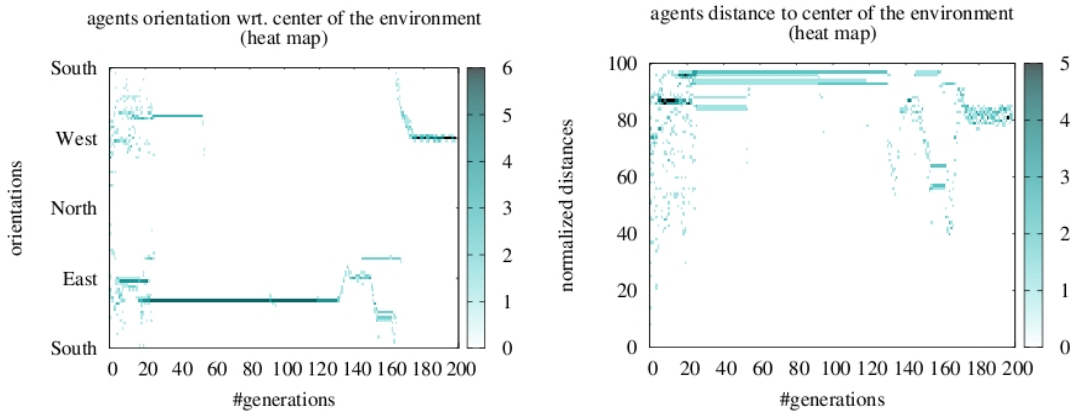 agents orientation wrt. center of the environment
(heat map)
South
West
North
East
South
orientations
0 20 40 60 80 100 120 140 160 180 200
#generations
6
5
4
3
2
1
0
agents distance to center of the environment
(heat map)
100
80
60
40
20
0
normalized distances
0 20 40 60 80 100 120 140 160 180 200
#generations
5
4
3
2
1
0